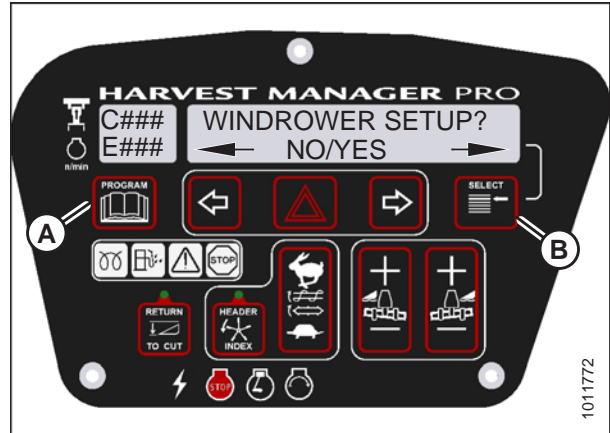 HARVEST MANAGER PRO
C###
E###
n/min
WINDROWER SETUP?
NO/YES
PROGRAM
SELECT
A
B
STOP
RETURN
TO CUT
HEADER
INDEX
STOP
1011772